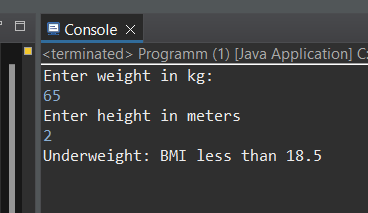 Console
<terminated> Programm (1) [Java Application] C:
Enter weight in kg:
65
Enter height in meters
2
Underweight: BMI less than 18.5